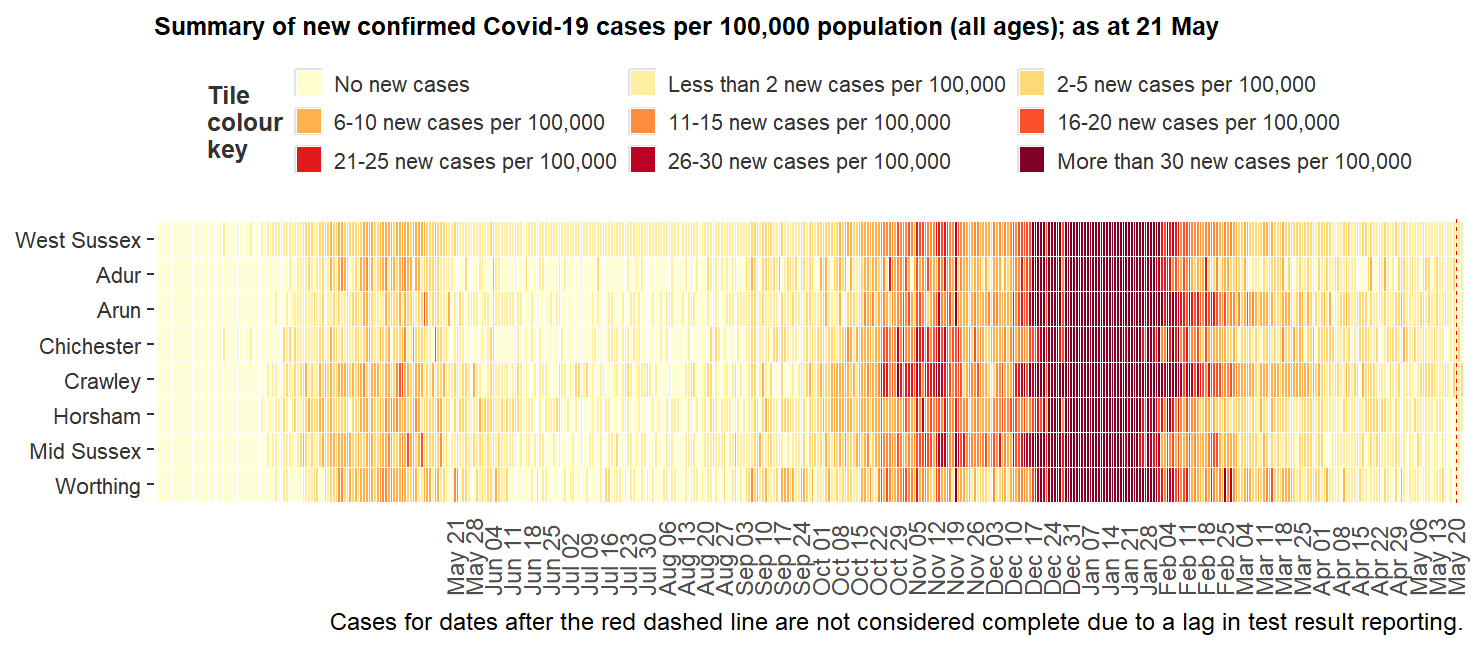 Summary of new confirmed Covid-19 cases per 100,000 population (all ages); as at 21 May
Tile
colour
key
No new cases
Less than 2 new cases per 100,000
2-5 new cases per 100,000
6-10 new cases per 100,000
11-15 new cases per 100,000
16-20 new cases per 100,000
21-25 new cases per 100,000
26-30 new cases per 100,000
More than 30 new cases per 100,000
West Sussex
Adur
Arun
Chichester
Crawley
Horsham
Mid Sussex
Worthing
May 21
May 28
Jun 04
Jun 11
Jun 18
Jun 25
Jul 02
Jul 09
Jul 16
Jul 23
Jul 30
Aug 06
Aug 13
Aug 20
Aug 27
Sep 03
Sep 10
Sep 17
Sep 24
Oct 01
Oct 08
Oct 15
Oct 22
Oct 29
Nov 05
Nov 12
Nov 19
Nov 26
Dec 03
Dec 10
Dec 17
Dec 24
Dec 31
Jan 07
Jan 14
Jan 21
Jan 28
Feb 04
Feb 11
Feb 18
Feb 25
Mar 04
Mar 11
Mar 18
Mar 25
Apr 01
Apr 08
Apr 15
Apr 22
Apr 29
May 06
May 13
May 20
Cases for dates after the red dashed line are not considered complete due to a lag in test result reporting.